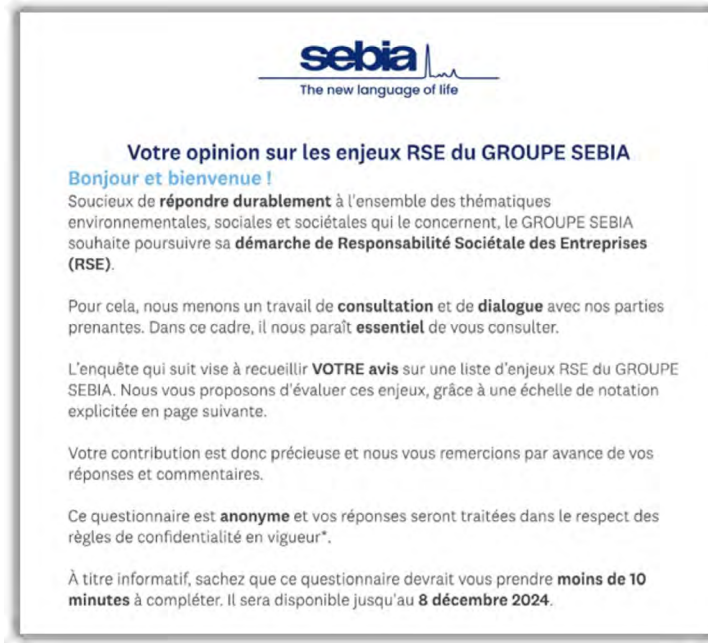 sebia
The new language of life
Votre opinion sur les enjeux RSE du GROUPE SEBIA
Bonjour et bienvenue !
Soucieux de répondre durablement à l'ensemble des thématiques
environnementales, sociales et sociétales qui le concernent, le GROUPE SEBIA
souhaite poursuivre sa démarche de Responsabilité Sociétale des Entreprises
(RSE).
Pour cela, nous menons un travail de consultation et de dialogue avec nos parties
prenantes. Dans ce cadre, il nous paraît essentiel de vous consulter.
L'enquête qui suit vise à recueillir VOTRE avis sur une liste d'enjeux RSE du GROUPE
SEBIA. Nous vous proposons d'évaluer ces enjeux, grâce à une échelle de notation
explicitée en page suivante.
Votre contribution est donc précieuse et nous vous remercions par avance de vos
réponses et commentaires.
Ce questionnaire est anonyme et vos réponses seront traitées dans le respect des
règles de confidentialité en vigueur*.
À titre informatif, sachez que ce questionnaire devrait vous prendre moins de 10
minutes à compléter. Il sera disponible jusqu'au 8 décembre 2024.